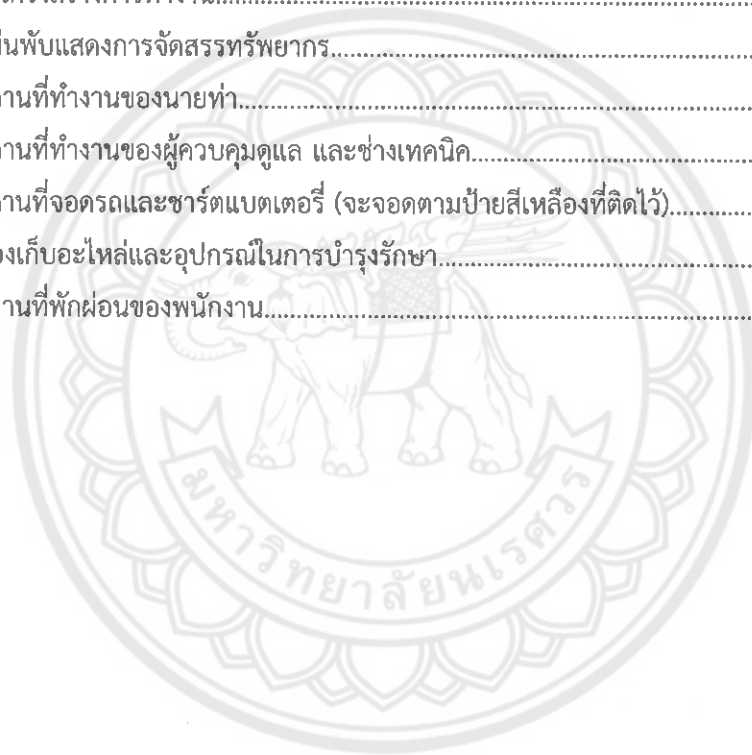 นพับแสดงการจัดสรรทรัพยากร................................................
านที่ทำงานของนายท่า................................................
านที่ทำงานของผู้ควบคุมดูแล และช่างเทคนิค................................
านที่จอดรถและชาร์ตแบตเตอรี่ (จะจอดตามป้ายสีเหลืองที่ติดไว้)..............
งเก็บอะไหล่และอุปกรณ์ในการบำรุงรักษา................................
านที่พักผ่อนของพนักงาน................................................
มหาวิทยาลัยนเรศวร